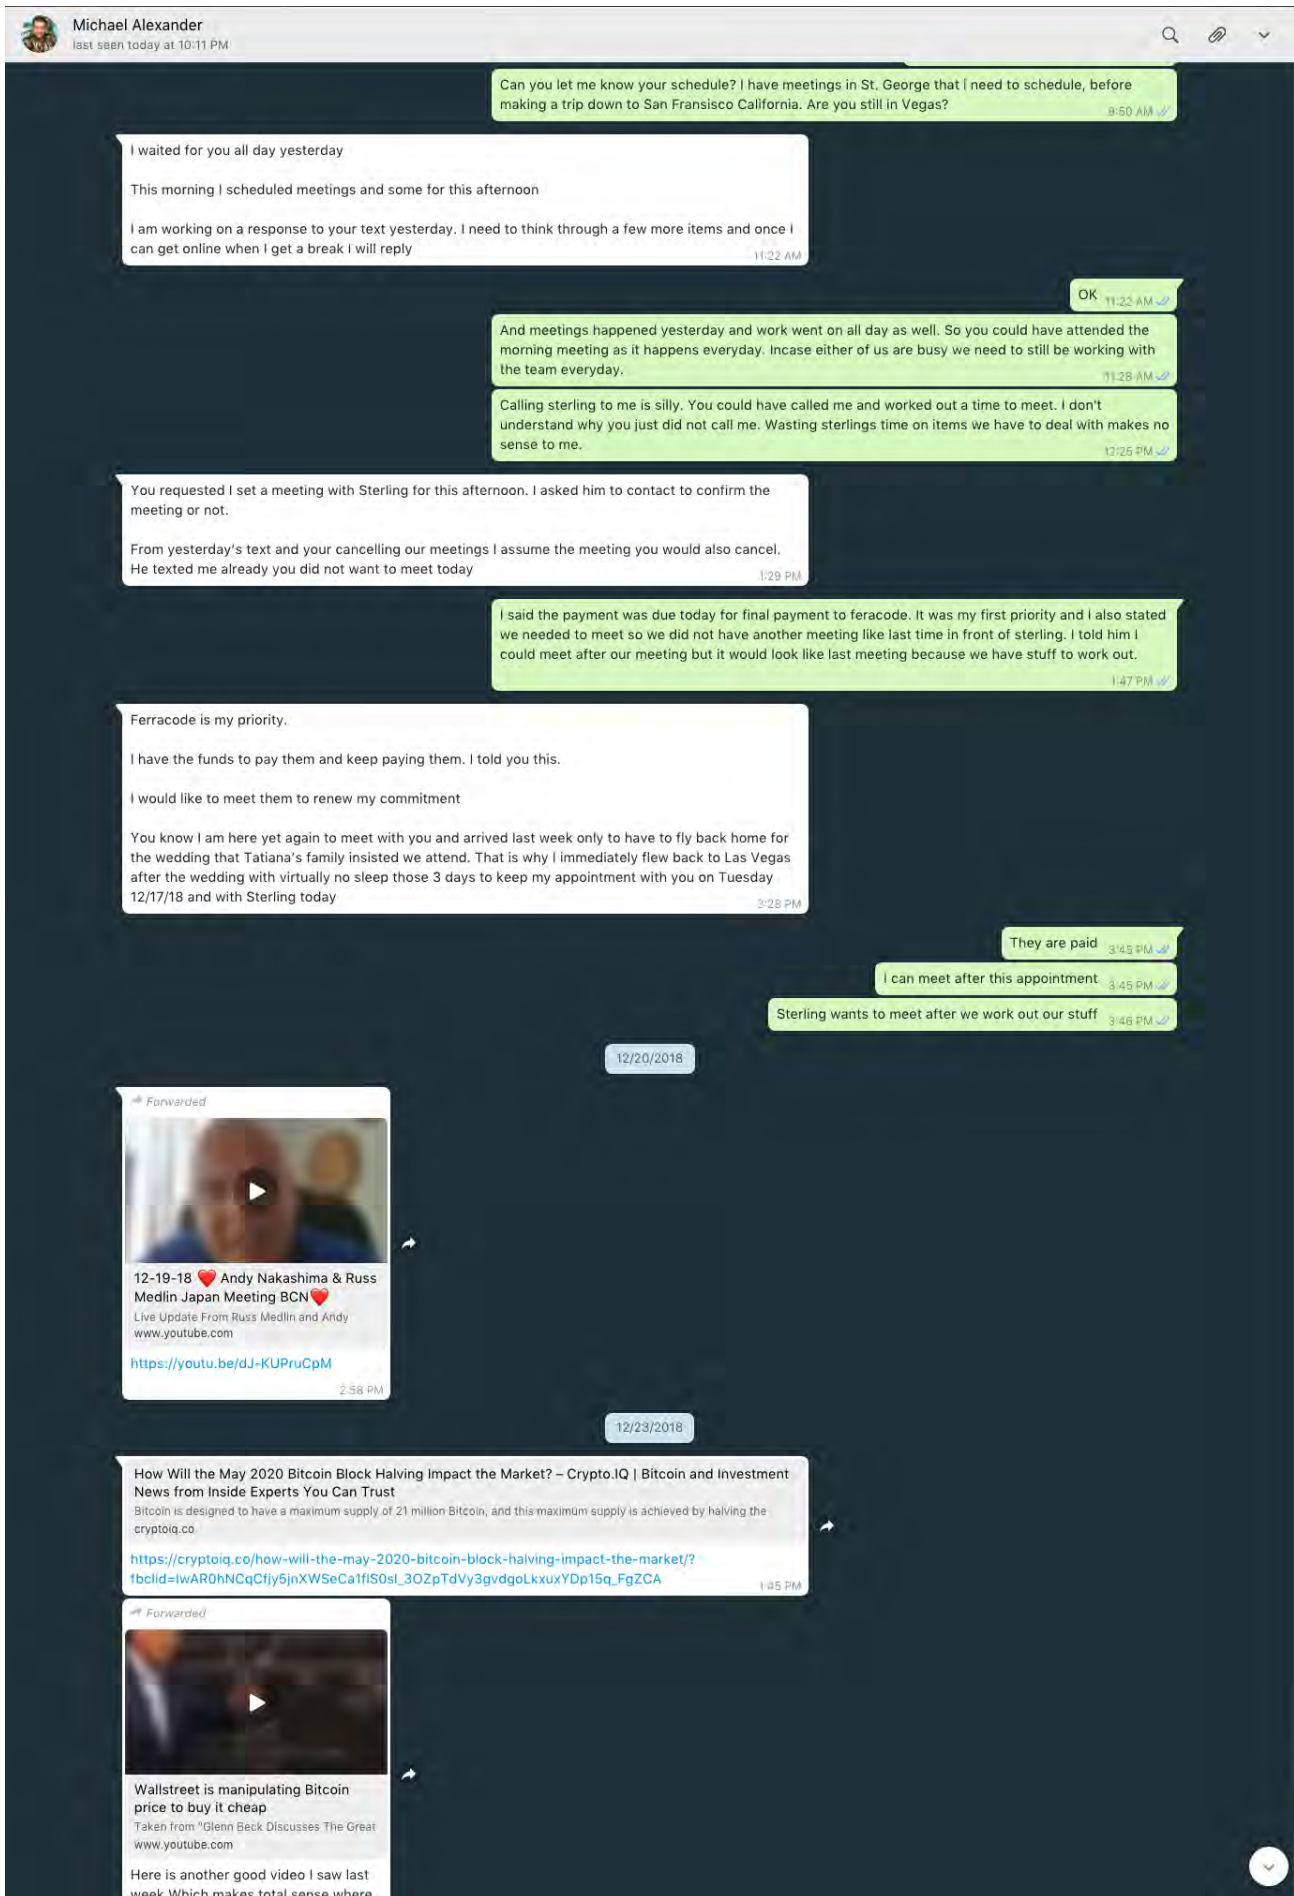 Michael Alexander
last seen today at 10:11 PM
Can you let me know your schedule? I have meetings in St. George that i need to schedule, before
making a trip down to San Fransisco California. Are you still in Vegas?
9:50 AM
I waited for you all day yesterday
This morning I scheduled meetings and some for this afternoon
I am working on a response to your text yesterday. I need to think through a few more items and once I
can get online when I get a break I will reply
11:22 AM
OK
11:22 AM
And meetings happened yesterday and work went on all day as well. So you could have attended the
morning meeting as it happens everyday. Incase either of us are busy we need to still be working with
the team everyday.
11:28 AM
Calling sterling to me is silly. You could have called me and worked out a time to meet. I don't
understand why you just did not call me. Wasting sterlings time on items we have to deal with makes no
sense to me.
12:25 PM
You requested I set a meeting with Sterling for this afternoon. I asked him to contact to confirm the
meeting or not.
From yesterday's text and your cancelling our meetings I assume the meeting you would also cancel.
He texted me already you did not want to meet today
1:29 PM
I said the payment was due today for final payment to feracode. It was my first priority and I also stated
we needed to meet so we did not have another meeting like last time in front of sterling. I told him I
could meet after our meeting but it would look like last meeting because we have stuff to work out.
1:47 PM
Ferracode is my priority.
I have the funds to pay them and keep paying them. I told you this.
I would like to meet them to renew my commitment
You know I am here yet again to meet with you and arrived last week only to have to fly back home for
the wedding that Tatiana's family insisted we attend. That is why I immediately flew back to Las Vegas
after the wedding with virtually no sleep those 3 days to keep my appointment with you on Tuesday
12/17/18 and with Sterling today
3:28 PM
They are paid
3:45 PM
I can meet after this appointment
3:45 PM
Sterling wants to meet after we work out our stuff
3:46 PM
12/20/2018
Forwarded
12-19-18 ❤️ Andy Nakashima & Russ
Medlin Japan Meeting BCN❤️
Live Update From Russ Medlin and Andy
www.youtube.com
https://youtu.be/dJ-KUPruCpM
2:58 PM
12/23/2018
How Will the May 2020 Bitcoin Block Halving Impact the Market? – Crypto.IQ | Bitcoin and Investment
News from Inside Experts You Can Trust
Bitcoin is designed to have a maximum supply of 21 million Bitcoin, and this maximum supply is achieved by halving the
cryptoiq.co
https://cryptoiq.co/how-will-the-may-2020-bitcoin-block-halving-impact-the-market/?
fbclid=IwAR0hNCqCfjy5jnXWSeCa1flS0sl_3OZpTdVy3gvdgoLkxuxYDp15q_FgZCA
1:45 PM
Forwarded
Wallstreet is manipulating Bitcoin
price to buy it cheap
Taken from "Glenn Beck Discusses The Great
www.youtube.com
Here is another good video I saw last
week Which makes total sense where